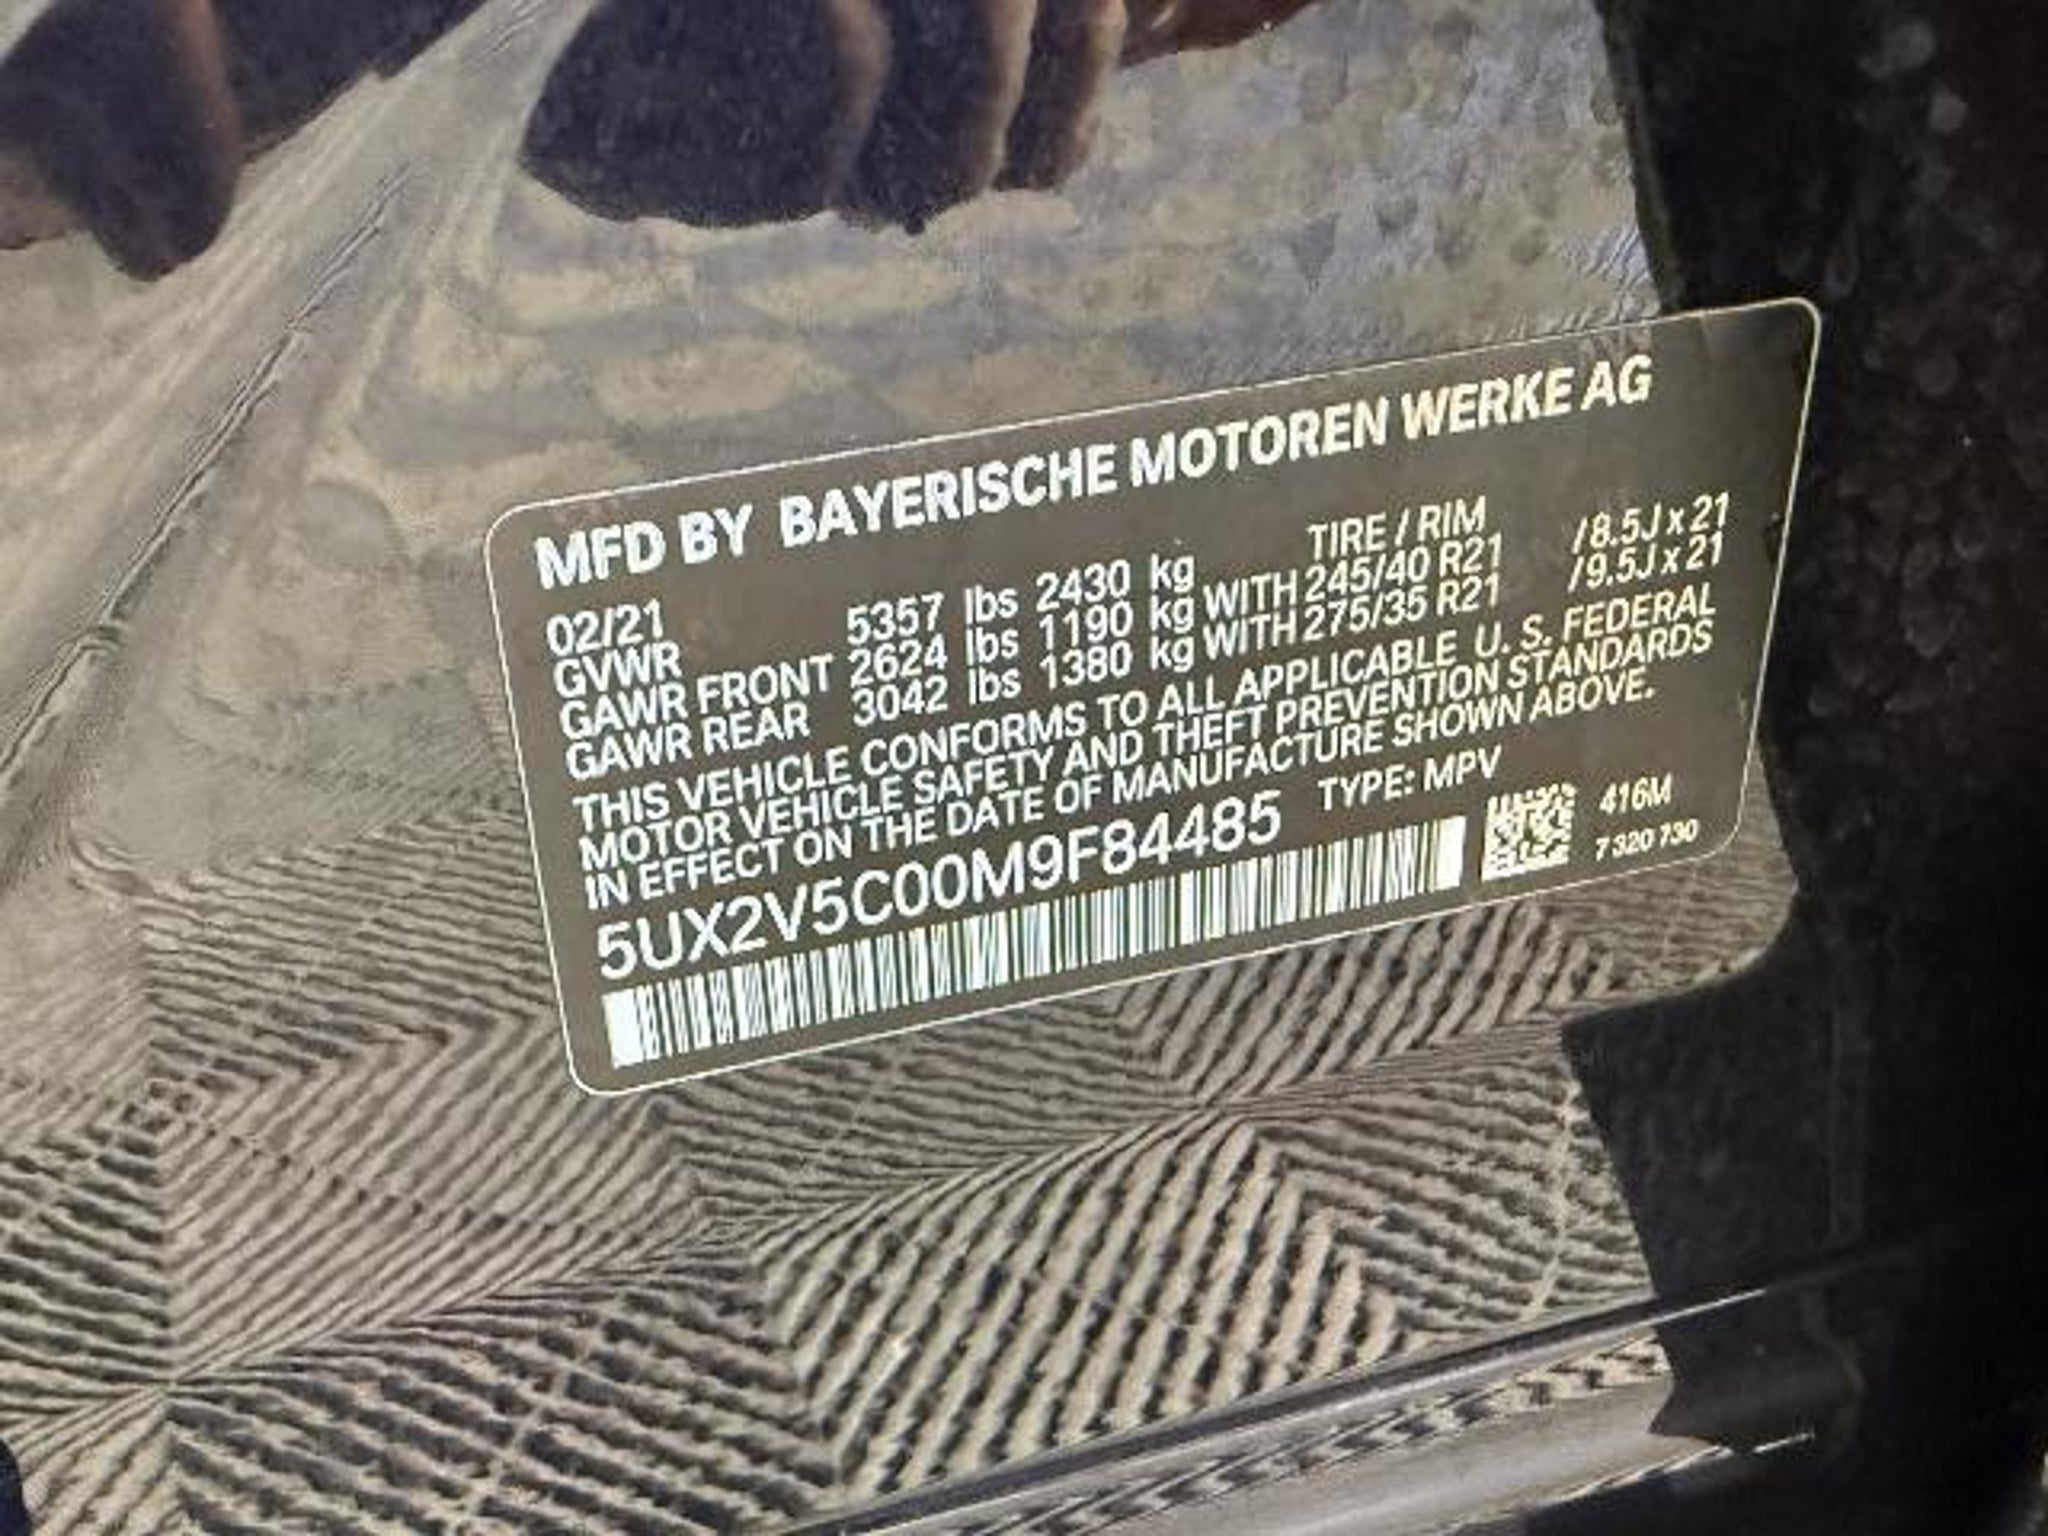 MFD BY BAYERISCHE MOTOREN WERKE AG
02/21 TIRE / RIM
GVWR 5357 lbs 2430 kg
GAWR FRONT 2624 lbs 1190 kg WITH 245/40 R21 /8.5J x 21
GAWR REAR 3042 lbs 1380 kg WITH 275/35 R21 /9.5J x 21
THIS VEHICLE CONFORMS TO ALL APPLICABLE U. S. FEDERAL
MOTOR VEHICLE SAFETY AND THEFT PREVENTION STANDARDS
IN EFFECT ON THE DATE OF MANUFACTURE SHOWN ABOVE.
5UX2V5C00M9F84485 TYPE: MPV
416M
7 320 730